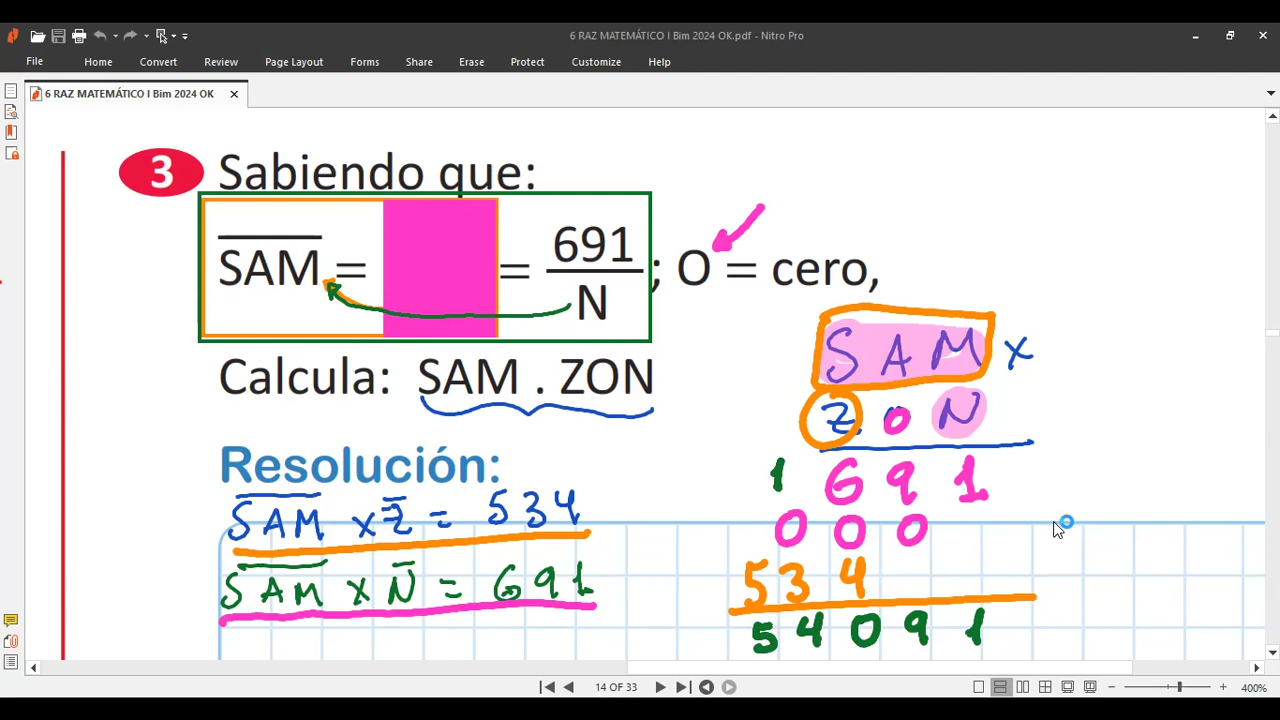 6 RAZ MATEMÁTICO I Bim 2024 OK.pdf - Nitro Pro
File Home Convert Review Page Layout Forms Share Erase Protect Customize Help
6 RAZ MATEMÁTICO I Bim 2024 OK
3 Sabiendo que:
SAM = = 691/N ; O = cero,
Calcula: SAM . ZON
S A M x
Z O N
Resolución:
1 6 9 1
SAM x Z = 534
0 0 0
SAM x N = 691
5 3 4
5 4 0 9 1
14 OF 33
400%